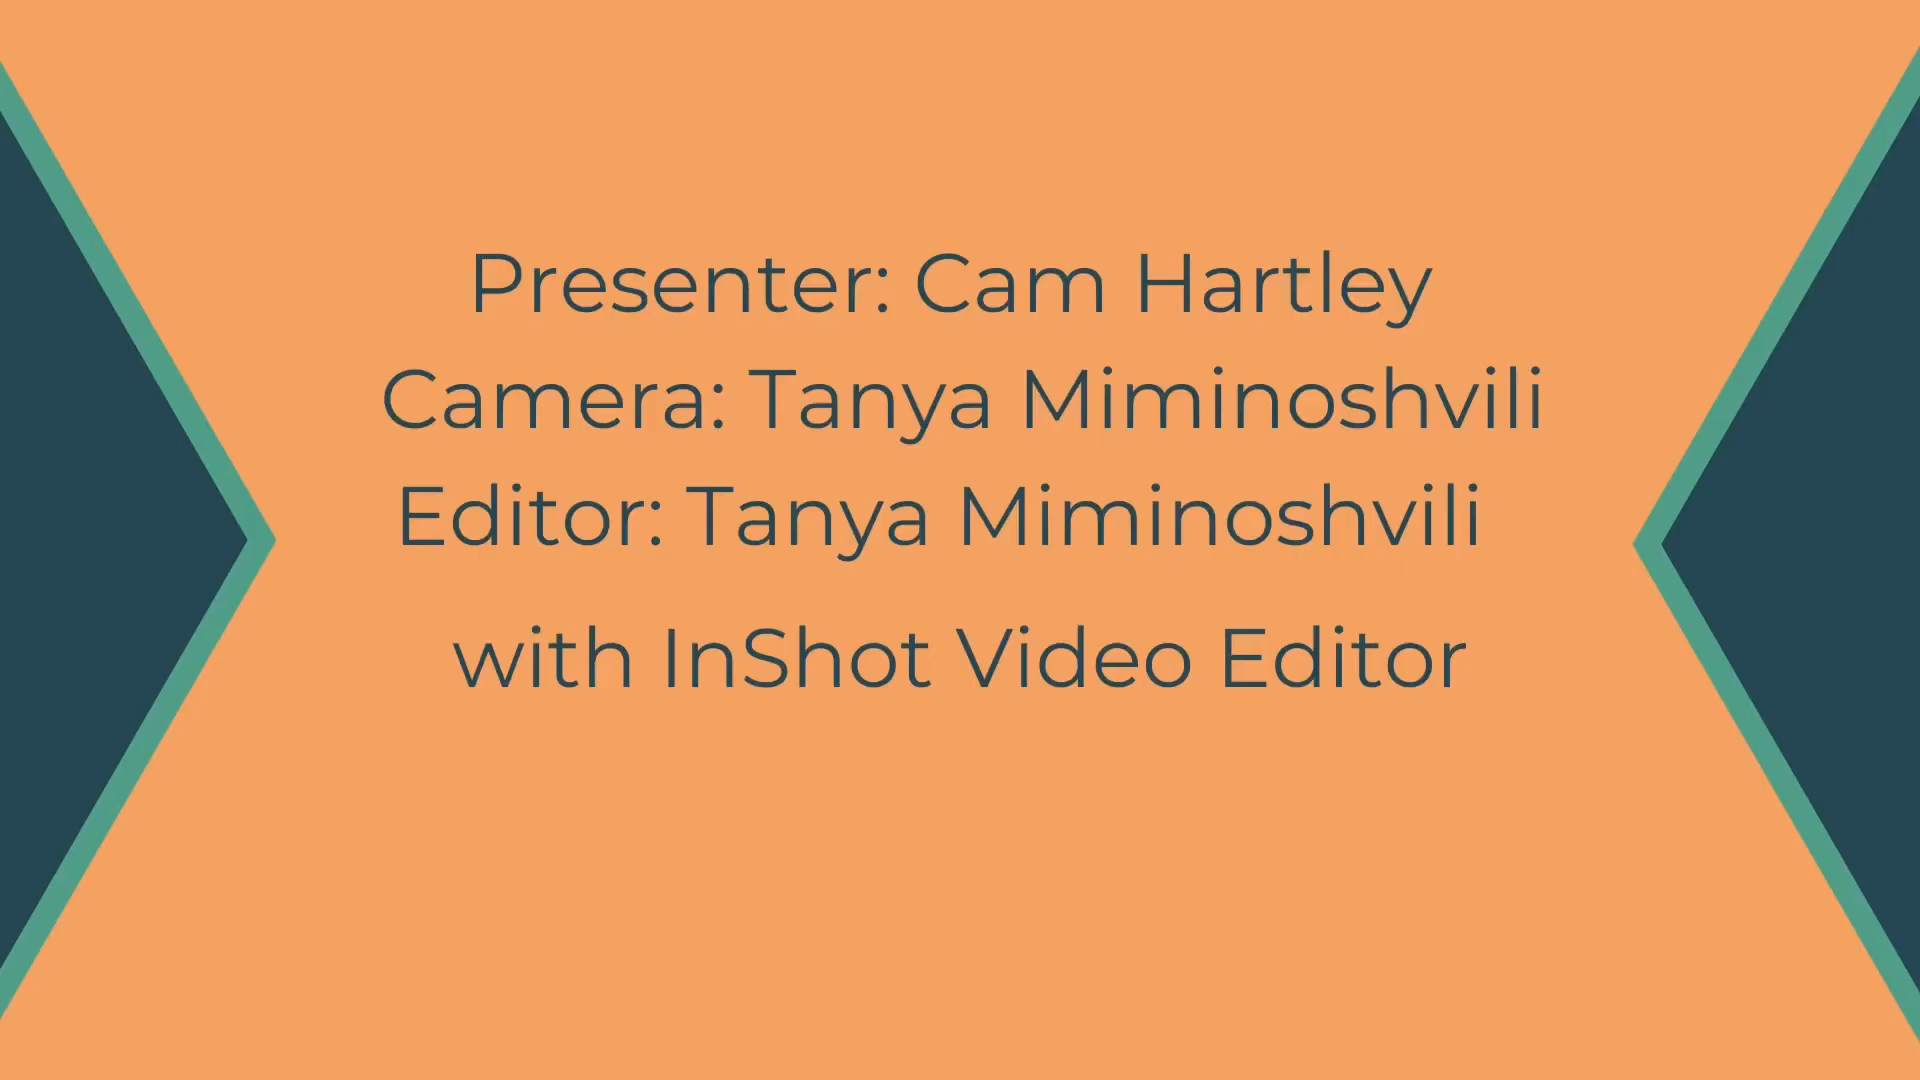 Presenter: Cam Hartley
Camera: Tanya Miminoshvili
Editor: Tanya Miminoshvili
with InShot Video Editor